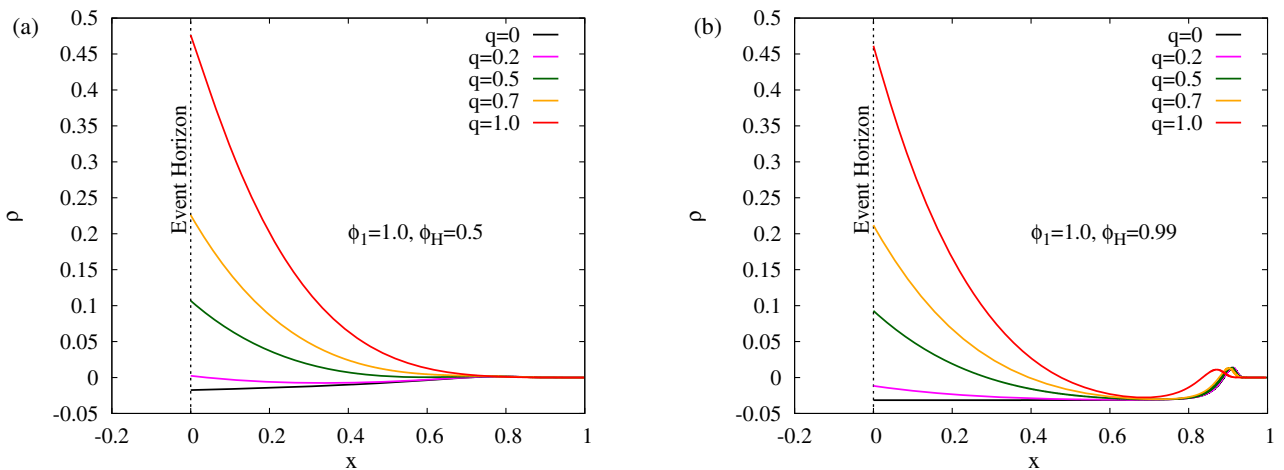 (a)
0.5
0.45
0.4
0.35
0.3
0.25
0.2
0.15
0.1
0.05
0
-0.05
-0.2 0 0.2 0.4 0.6 0.8 1
x
ρ
Event Horizon
q=0
q=0.2
q=0.5
q=0.7
q=1.0
ϕ₁=1.0, ϕ_H=0.5
(b)
0.5
0.45
0.4
0.35
0.3
0.25
0.2
0.15
0.1
0.05
0
-0.05
-0.2 0 0.2 0.4 0.6 0.8 1
x
ρ
Event Horizon
q=0
q=0.2
q=0.5
q=0.7
q=1.0
ϕ₁=1.0, ϕ_H=0.99